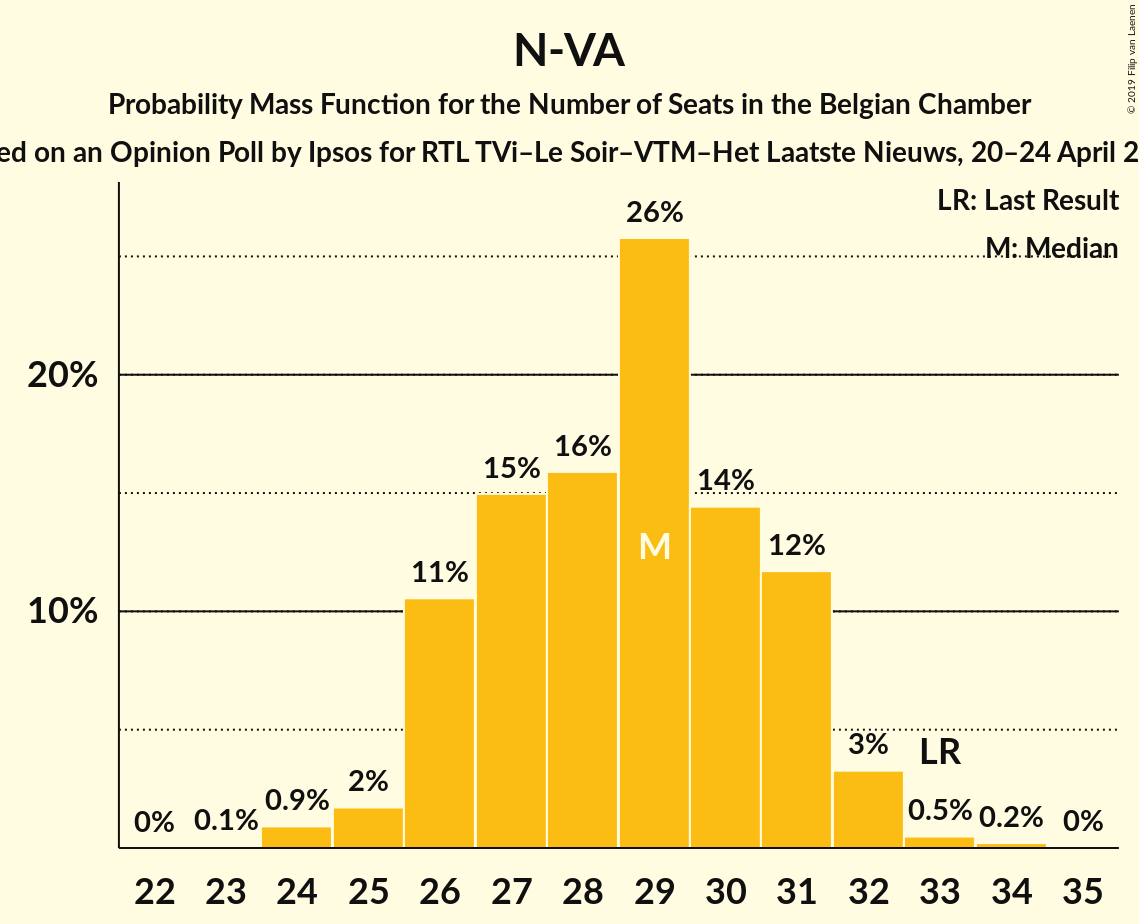 N-VA
Probability Mass Function for the Number of Seats in the Belgian Chamber
ed on an Opinion Poll by Ipsos for RTL TVi–Le Soir–VTM–Het Laatste Nieuws, 20–24 April 2
© 2019 Filip van Laenen
LR: Last Result
M: Median
20%
10%
0%
0.1%
0.9%
2%
11%
15%
16%
26%
14%
12%
3%
0.5%
0.2%
0%
M
LR
22 23 24 25 26 27 28 29 30 31 32 33 34 35